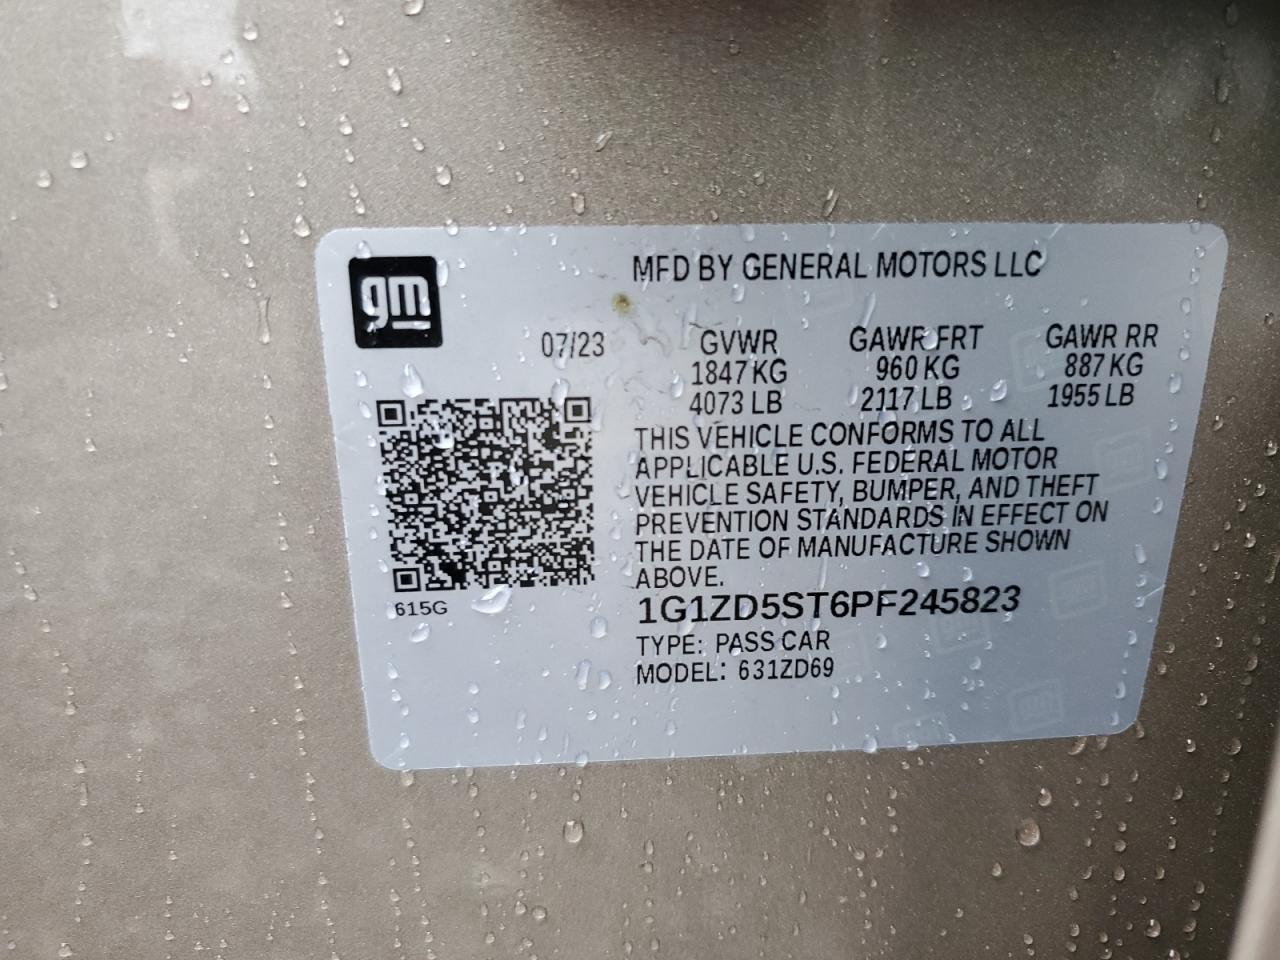 MFD BY GENERAL MOTORS LLC
gm
07/23 GVWR GAWR FRT GAWR RR
1847 KG 960 KG 887 KG
4073 LB 2117 LB 1955 LB
THIS VEHICLE CONFORMS TO ALL
APPLICABLE U.S. FEDERAL MOTOR
VEHICLE SAFETY, BUMPER, AND THEFT
PREVENTION STANDARDS IN EFFECT ON
THE DATE OF MANUFACTURE SHOWN
ABOVE.
615G
1G1ZD5ST6PF245823
TYPE: PASS CAR
MODEL: 631ZD69